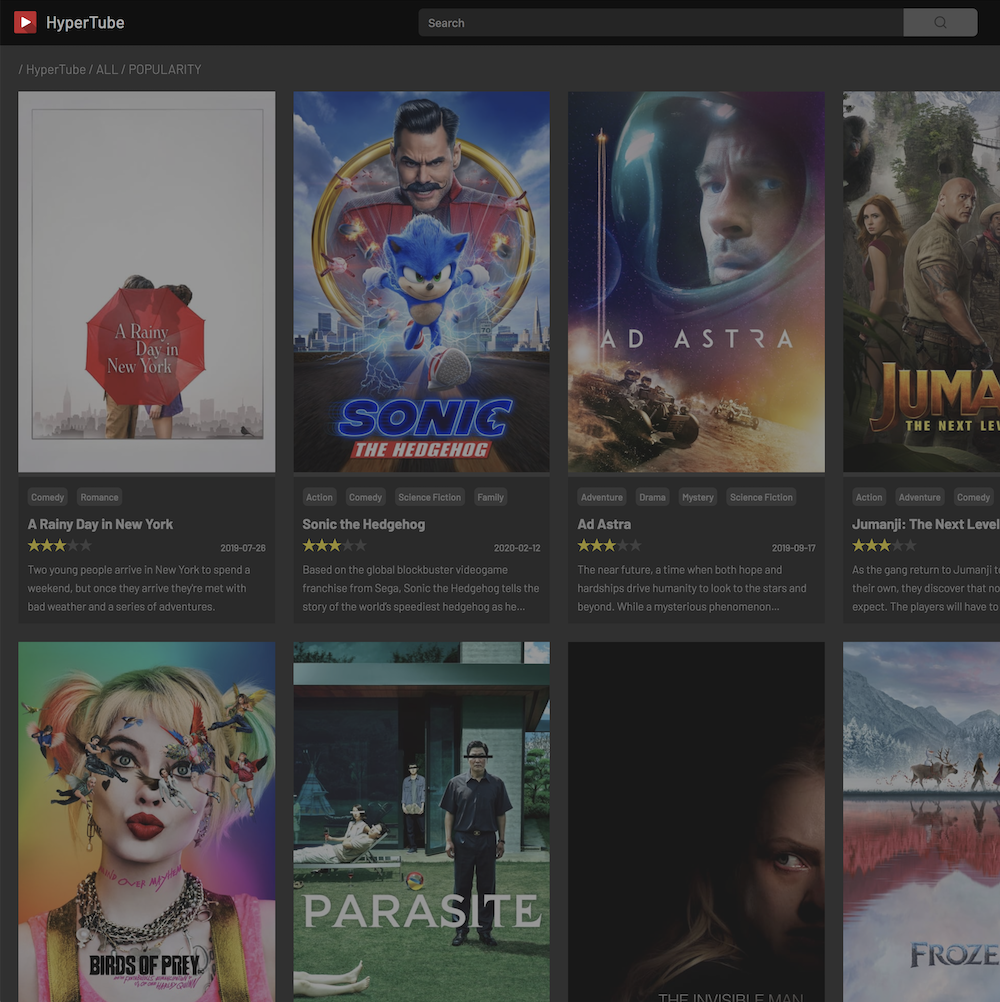 HyperTube
Search
/ HyperTube / ALL / POPULARITY
A Rainy
Day in
New York
SONIC
THE HEDGEHOG
AD ASTRA
JUMA
THE NEXT LEV
Comedy Romance
A Rainy Day in New York
2019-07-26
Two young people arrive in New York to spend a
weekend, but once they arrive they're met with
bad weather and a series of adventures.
Action Comedy Science Fiction Family
Sonic the Hedgehog
2020-02-12
Based on the global blockbuster videogame
franchise from Sega, Sonic the Hedgehog tells the
story of the world's speediest hedgehog as he...
Adventure Drama Mystery Science Fiction
Ad Astra
2019-09-17
The near future, a time when both hope and
hardships drive humanity to look to the stars and
beyond. While a mysterious phenomenon...
Action Adventure Comedy
Jumanji: The Next Level
As the gang return to Jumanji to
their own, they discover that no
expect. The players will have to
BIRDS OF PREY
PARASITE
THE INVISIBLE MAN
FROZE